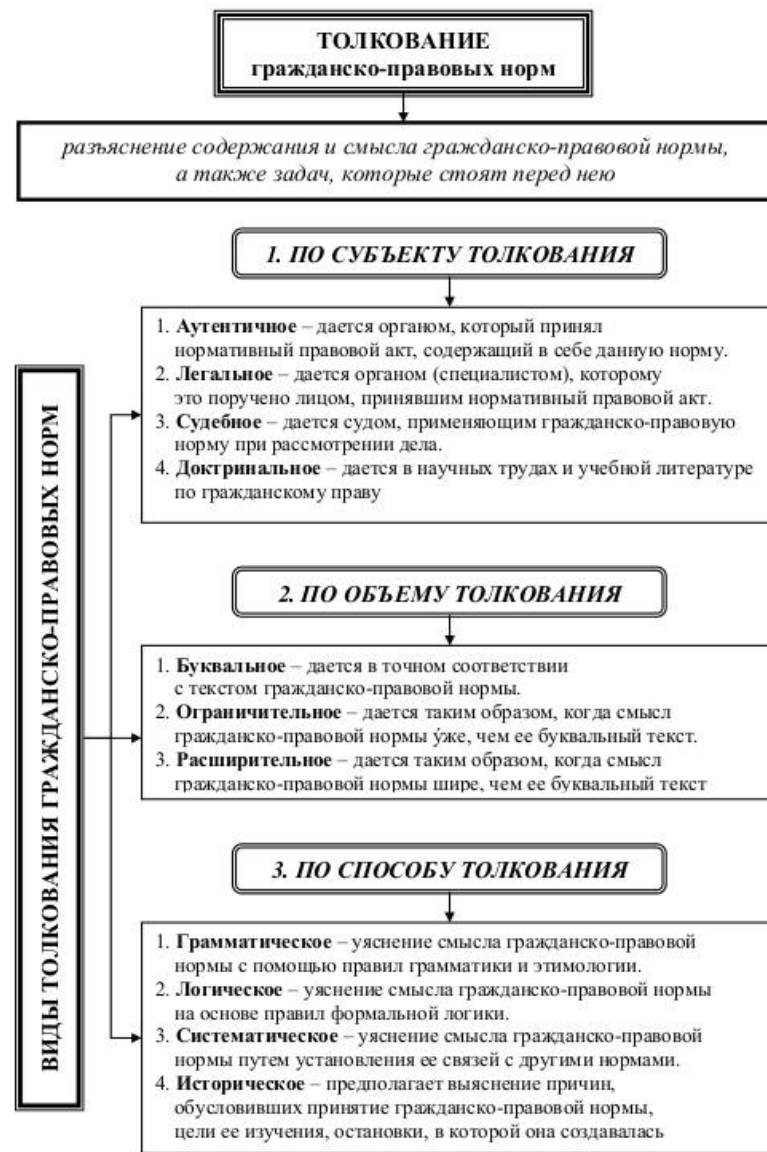 ТОЛКОВАНИЕ
гражданско-правовых норм
разъяснение содержания и смысла гражданско-правовой нормы,
а также задач, которые стоят перед нею
ВИДЫ ТОЛКОВАНИЯ ГРАЖДАНСКО-ПРАВОВЫХ НОРМ
1. ПО СУБЪЕКТУ ТОЛКОВАНИЯ
1. Аутентичное – дается органом, который принял
нормативный правовой акт, содержащий в себе данную норму.
2. Легальное – дается органом (специалистом), которому
это поручено лицом, принявшим нормативный правовой акт.
3. Судебное – дается судом, применяющим гражданско-правовую
норму при рассмотрении дела.
4. Доктринальное – дается в научных трудах и учебной литературе
по гражданскому праву
2. ПО ОБЪЕМУ ТОЛКОВАНИЯ
1. Буквальное – дается в точном соответствии
с текстом гражданско-правовой нормы.
2. Ограничительное – дается таким образом, когда смысл
гражданско-правовой нормы у́же, чем ее буквальный текст.
3. Расширительное – дается таким образом, когда смысл
гражданско-правовой нормы шире, чем ее буквальный текст
3. ПО СПОСОБУ ТОЛКОВАНИЯ
1. Грамматическое – уяснение смысла гражданско-правовой
нормы с помощью правил грамматики и этимологии.
2. Логическое – уяснение смысла гражданско-правовой нормы
на основе правил формальной логики.
3. Систематическое – уяснение смысла гражданско-правовой
нормы путем установления ее связей с другими нормами.
4. Историческое – предполагает выяснение причин,
обусловивших принятие гражданско-правовой нормы,
цели ее изучения, остановки, в которой она создавалась